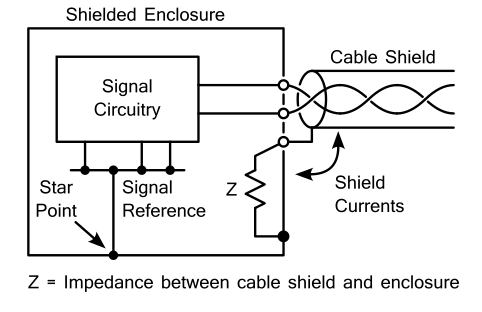 Shielded Enclosure
Cable Shield
Signal
Circuitry
Star
Point
Signal
Reference
Z
Shield
Currents
Z = Impedance between cable shield and enclosure